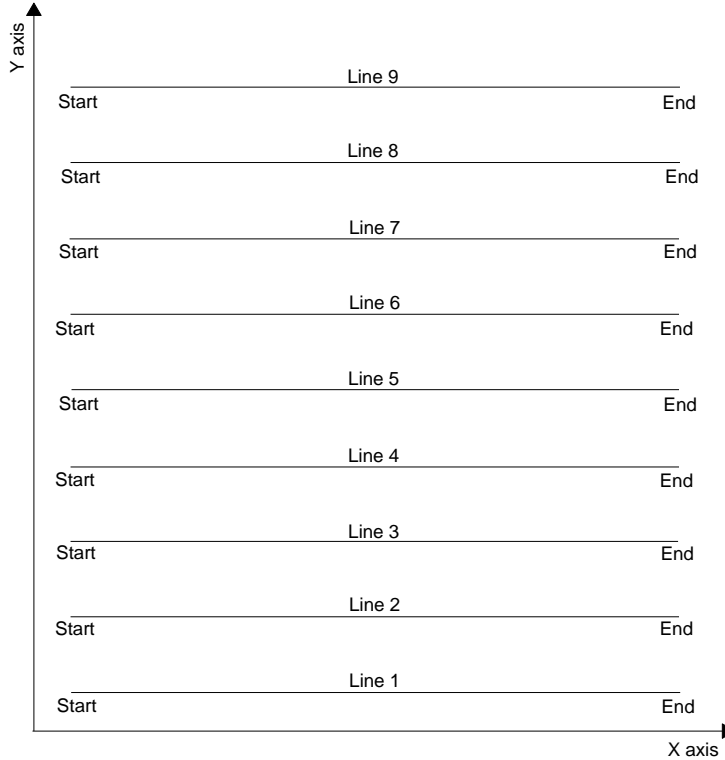 Y axis
Line 9
Start End
Line 8
Start End
Line 7
Start End
Line 6
Start End
Line 5
Start End
Line 4
Start End
Line 3
Start End
Line 2
Start End
Line 1
Start End
X axis